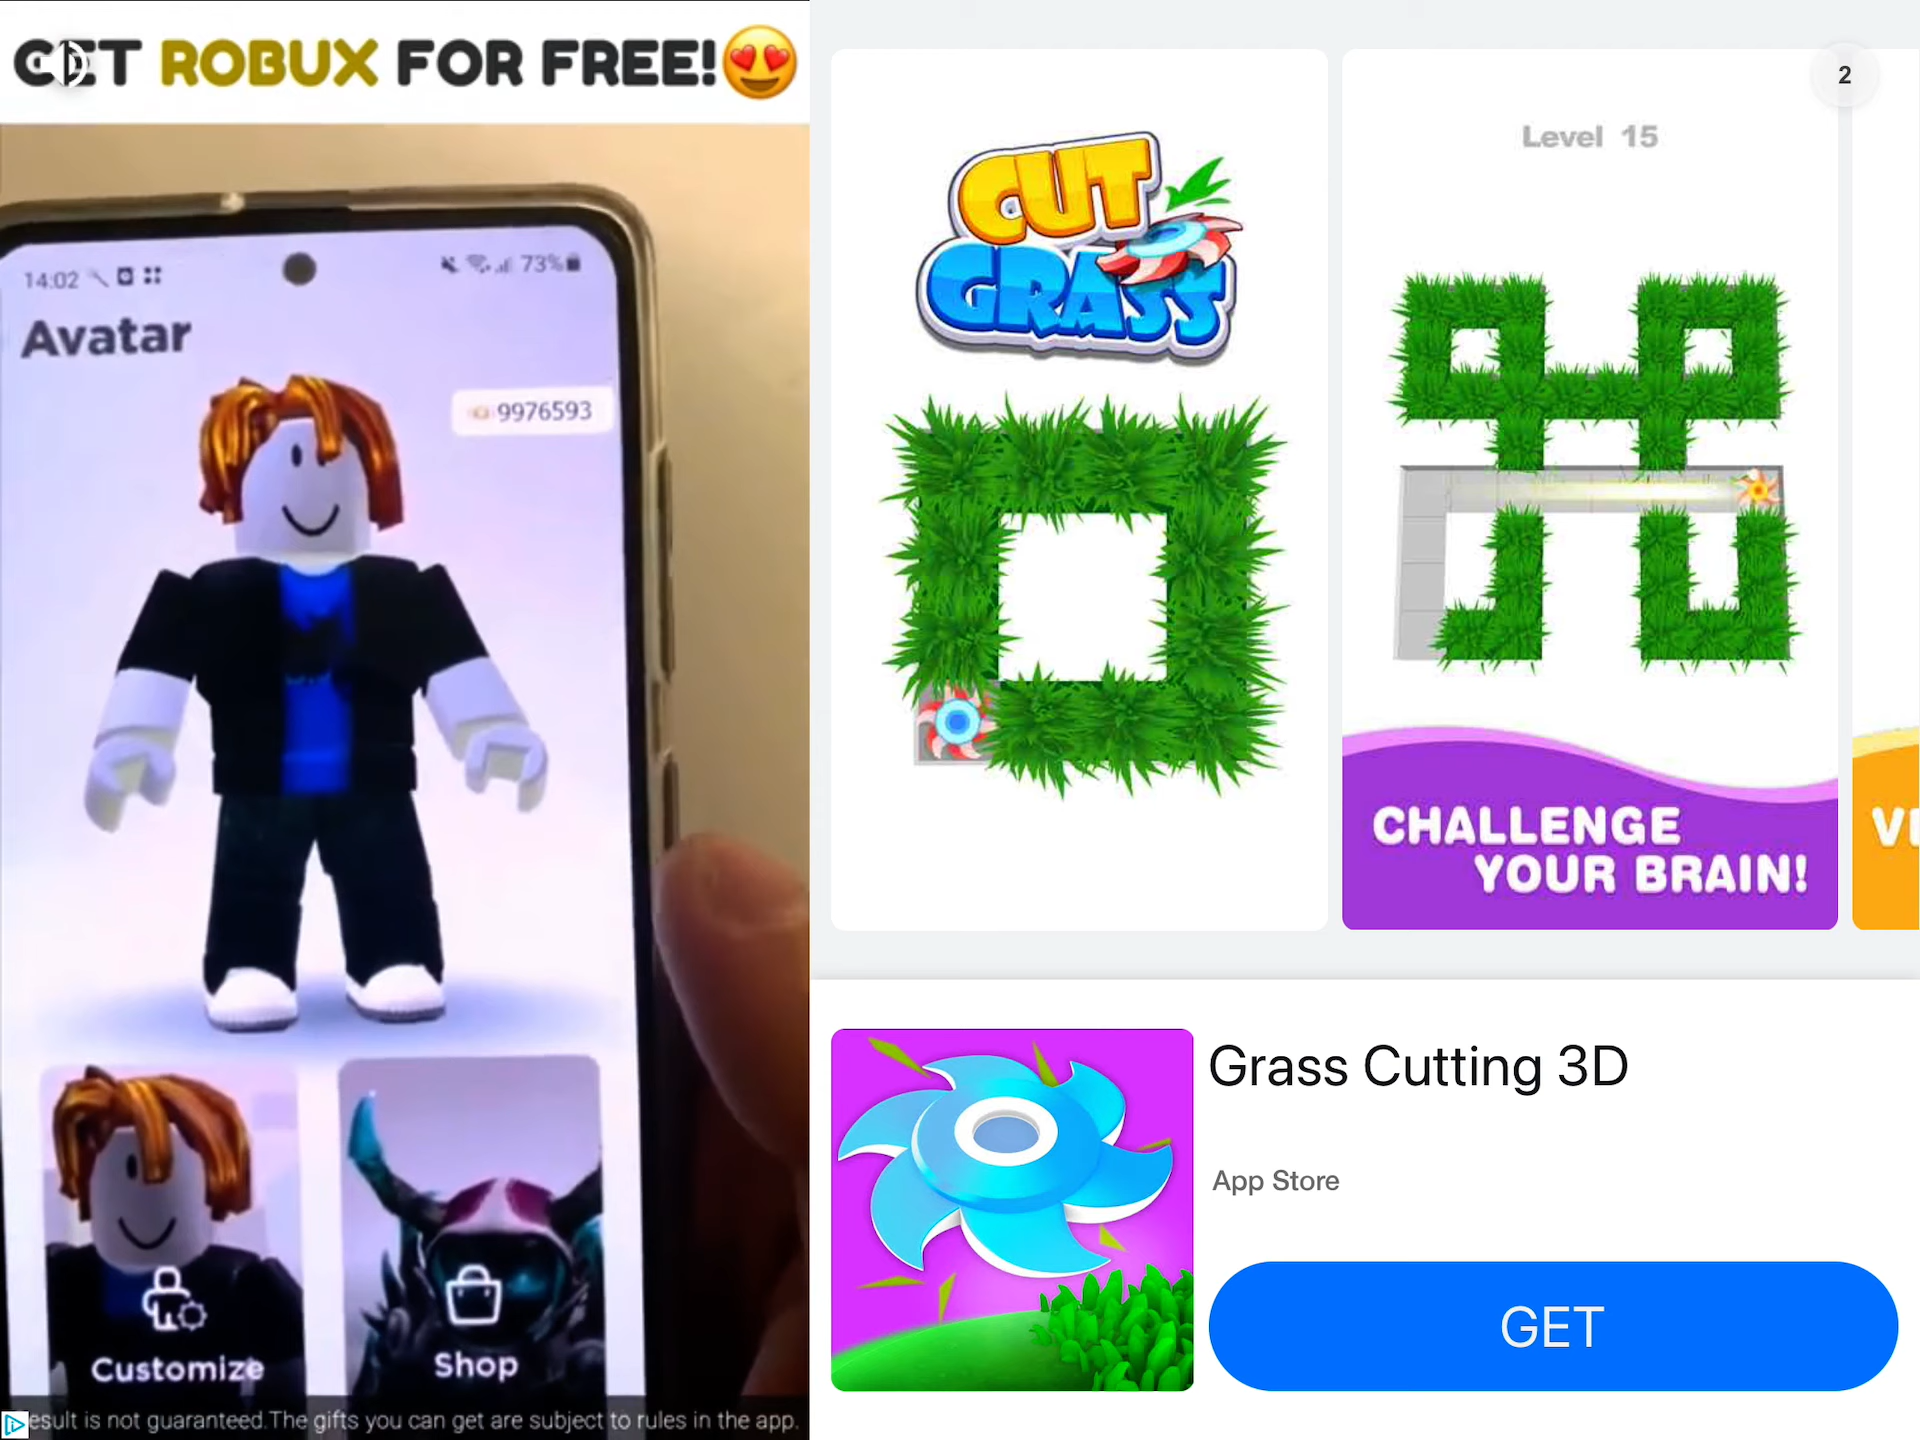 GET ROBUX FOR FREE!
14:02
73%
Avatar
9976593
Customize
Shop
esult is not guaranteed.The gifts you can get are subject to rules in the app.
CUT
GRASS
2
Level 15
CHALLENGE
YOUR BRAIN!
Grass Cutting 3D
App Store
GET